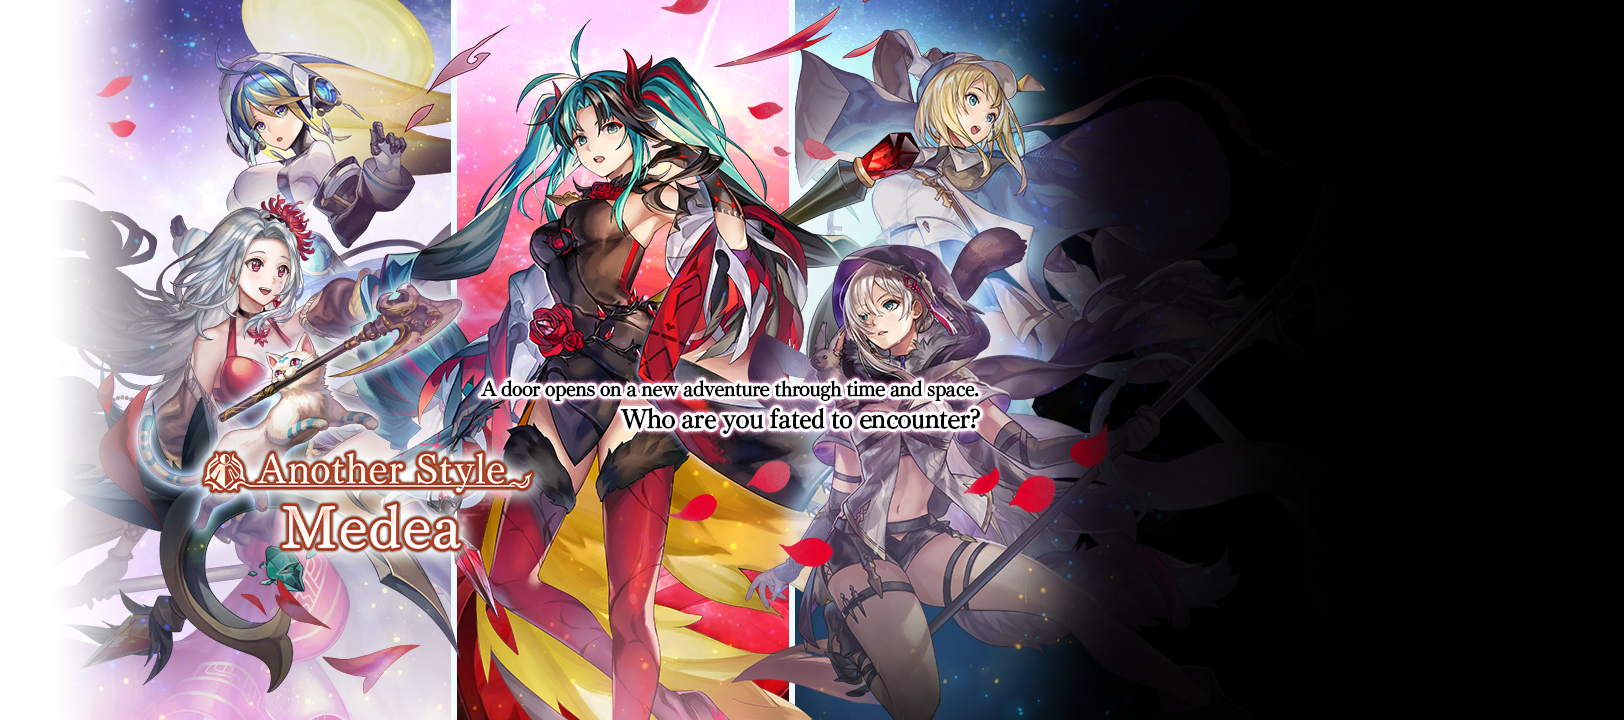 A door opens on a new adventure through time and space.
Who are you fated to encounter?
Another Style
Medea